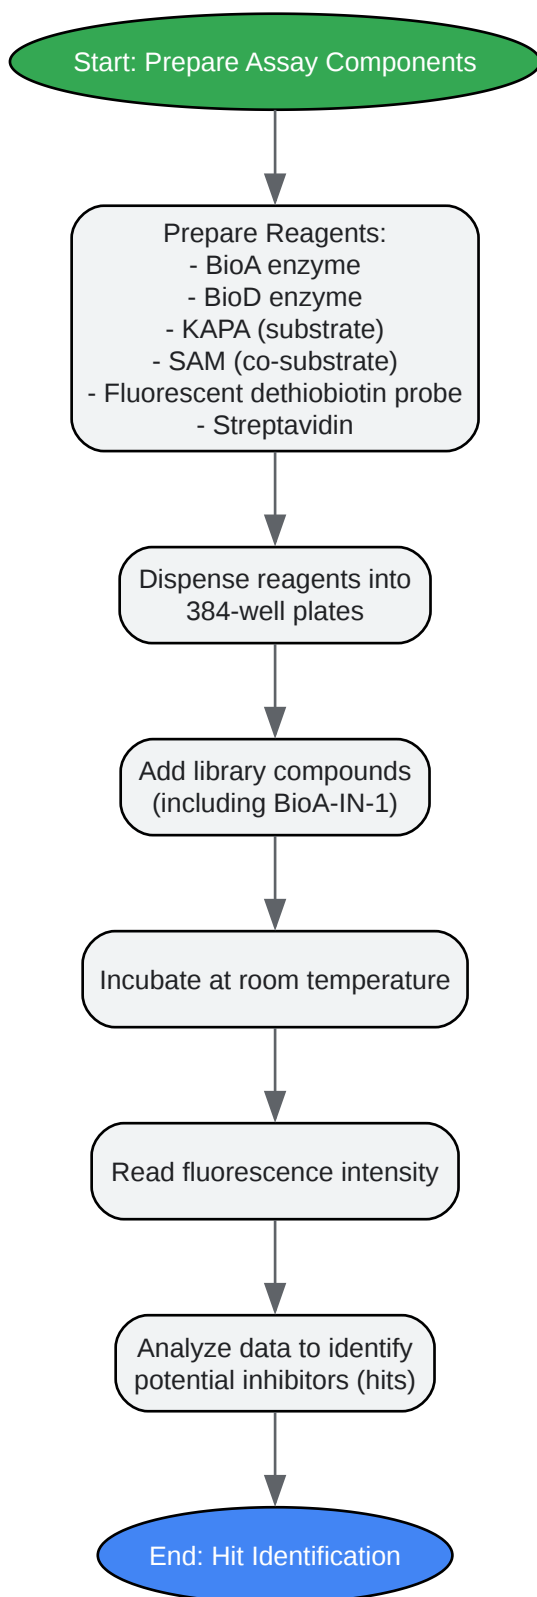 Start: Prepare Assay Components
Prepare Reagents:
- BioA enzyme
- BioD enzyme
- KAPA (substrate)
- SAM (co-substrate)
- Fluorescent dethiobiotin probe
- Streptavidin
Dispense reagents into
384-well plates
Add library compounds
(including BioA-IN-1)
Incubate at room temperature
Read fluorescence intensity
Analyze data to identify
potential inhibitors (hits)
End: Hit Identification